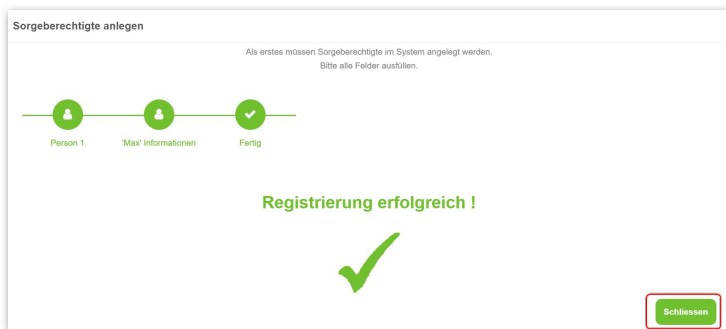 Sorgeberechtigte anlegen
Als erstes müssen Sorgeberechtigte im System angelegt werden.
Bitte alle Felder ausfüllen.
Person 1
'Max' Informationen
Fertig
Registrierung erfolgreich !
Schliessen